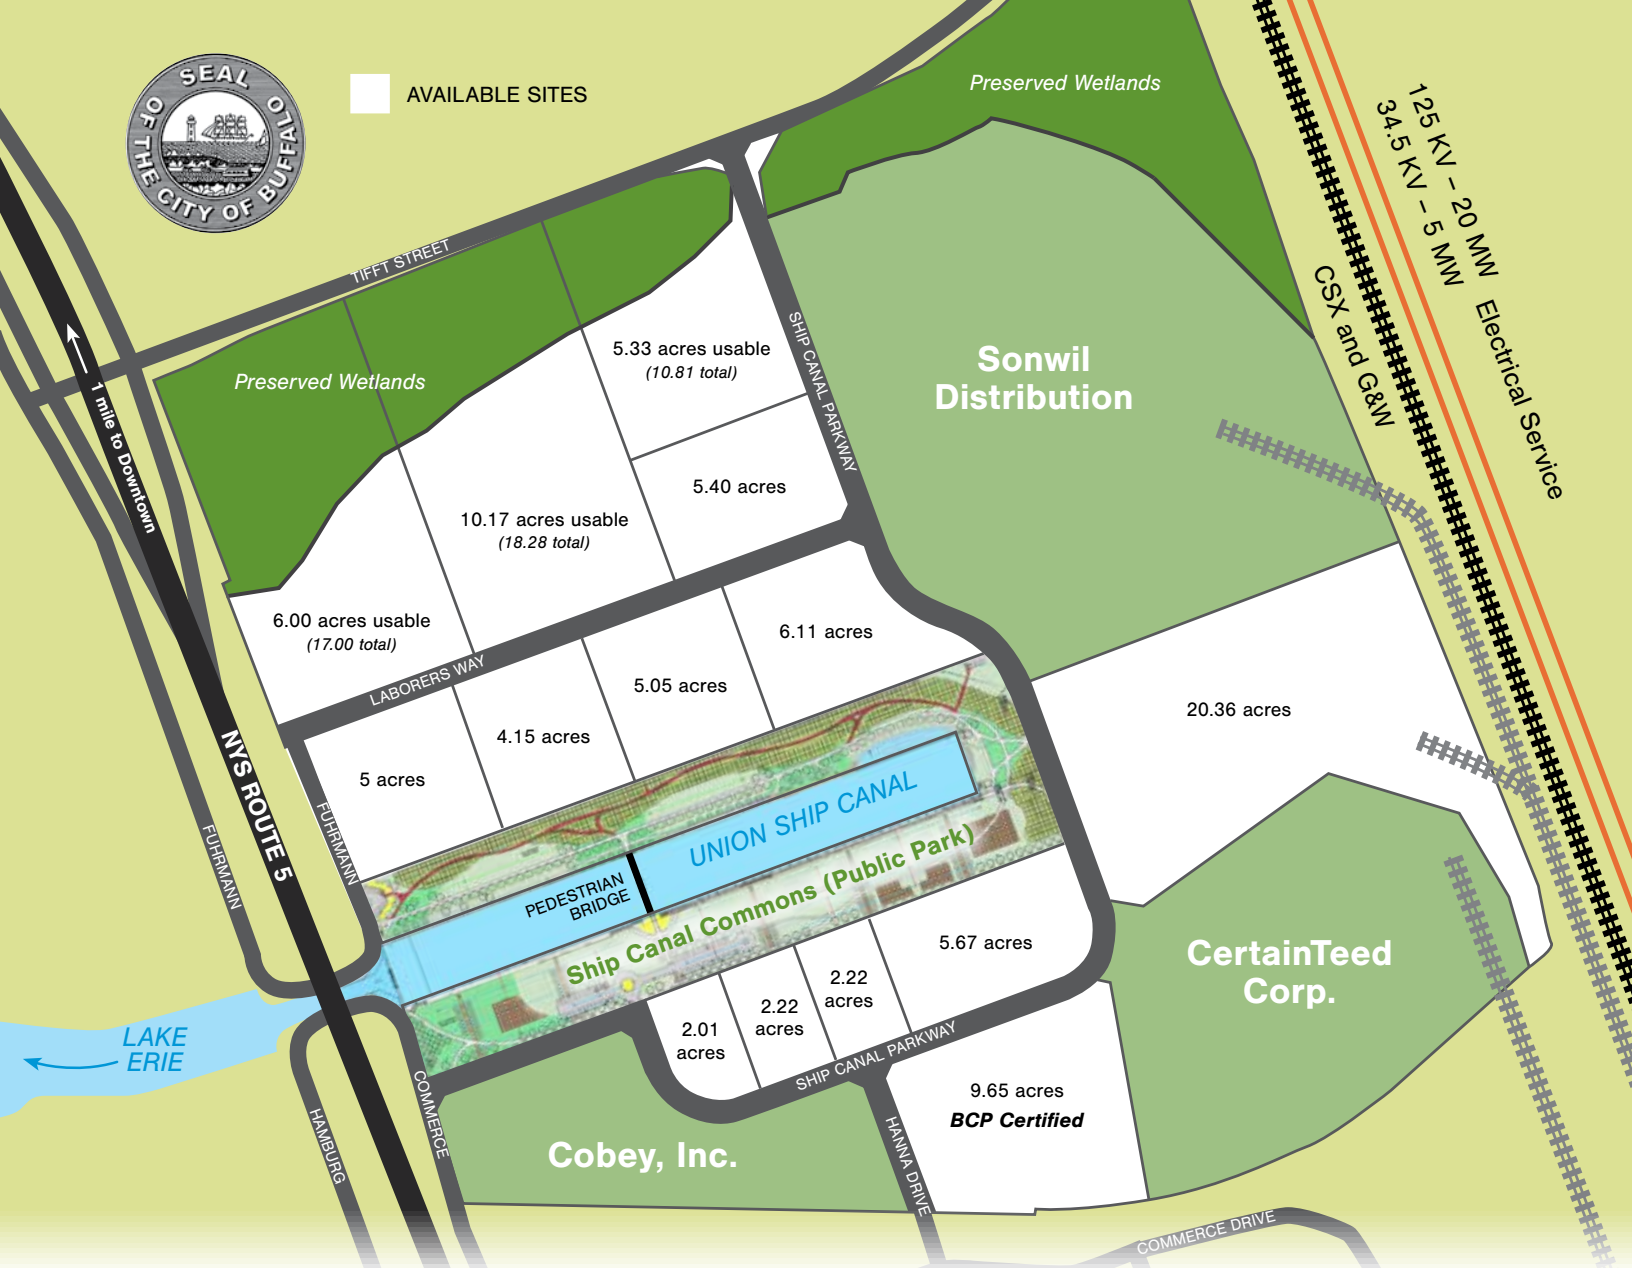 SEAL
OF THE CITY OF BUFFALO
AVAILABLE SITES
Preserved Wetlands
125 KV – 20 MW
34.5 KV – 5 MW
Electrical Service
CSX and G&W
TIFFT STREET
SHIP CANAL PARKWAY
Preserved Wetlands
1 mile to Downtown
5.33 acres usable
(10.81 total)
Sonwil
Distribution
5.40 acres
10.17 acres usable
(18.28 total)
6.00 acres usable
(17.00 total)
LABORERS WAY
6.11 acres
5.05 acres
4.15 acres
5 acres
20.36 acres
NYS ROUTE 5
FUHRMANN
FUHRMANN
UNION SHIP CANAL
PEDESTRIAN
BRIDGE
Ship Canal Commons (Public Park)
5.67 acres
2.22
acres
2.22
acres
2.01
acres
CertainTeed
Corp.
LAKE
ERIE
SHIP CANAL PARKWAY
9.65 acres
BCP Certified
COMMERCE
HAMBURG
Cobey, Inc.
HANNA DRIVE
COMMERCE DRIVE